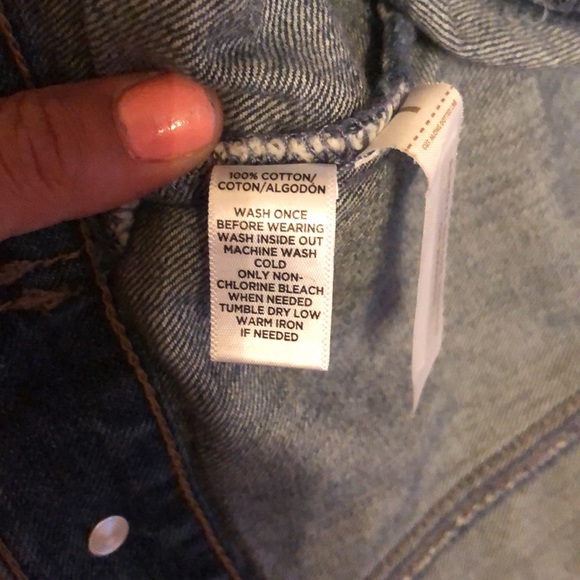 100% COTTON/
COTON/ALGODÓN
WASH ONCE
BEFORE WEARING
WASH INSIDE OUT
MACHINE WASH
COLD
ONLY NON-
CHLORINE BLEACH
WHEN NEEDED
TUMBLE DRY LOW
WARM IRON
IF NEEDED